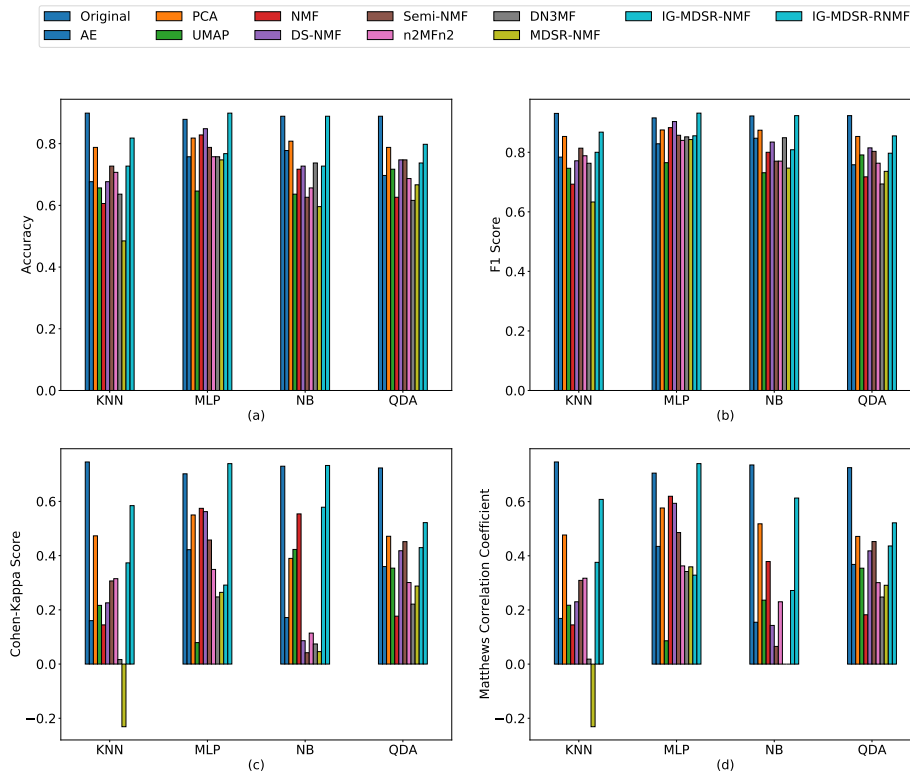 Original PCA NMF Semi-NMF DN3MF IG-MDSR-NMF IG-MDSR-RNMF
AE UMAP DS-NMF n2MFn2 MDSR-NMF
Accuracy
0.8
0.6
0.4
0.2
0.0
KNN MLP NB QDA
(a)
F1 Score
0.8
0.6
0.4
0.2
0.0
KNN MLP NB QDA
(b)
Cohen-Kappa Score
0.6
0.4
0.2
0.0
−0.2
KNN MLP NB QDA
(c)
Matthews Correlation Coefficient
0.6
0.4
0.2
0.0
−0.2
KNN MLP NB QDA
(d)